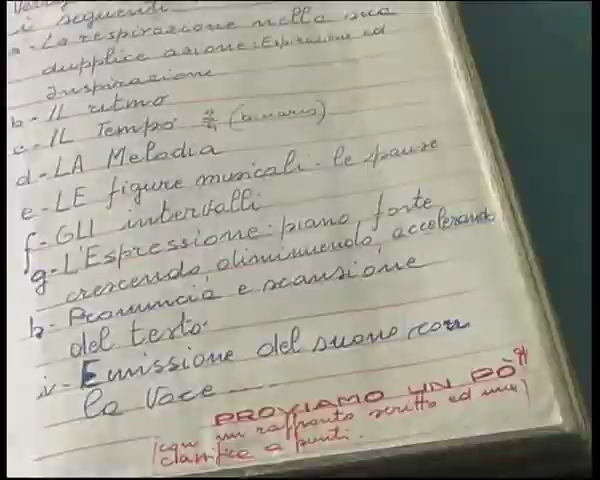 i seguenti
a - La respirazione nella sua
dupplice azione: Espirazione ed
Inspirazione
b - IL ritmo
c - IL Tempo 2/4 (binario)
d - LA Melodia
e - LE figure musicali - le pause
f - GLI intervalli
g - L'Espressione: piano, forte
crescendo, diminuendo, accelerando
h - Pronuncia e scansione
del testo.
i - Emissione del suono con
la voce
PROVIAMO UN PÒ
(con un rapporto scritto ed una)
classifica a punti.